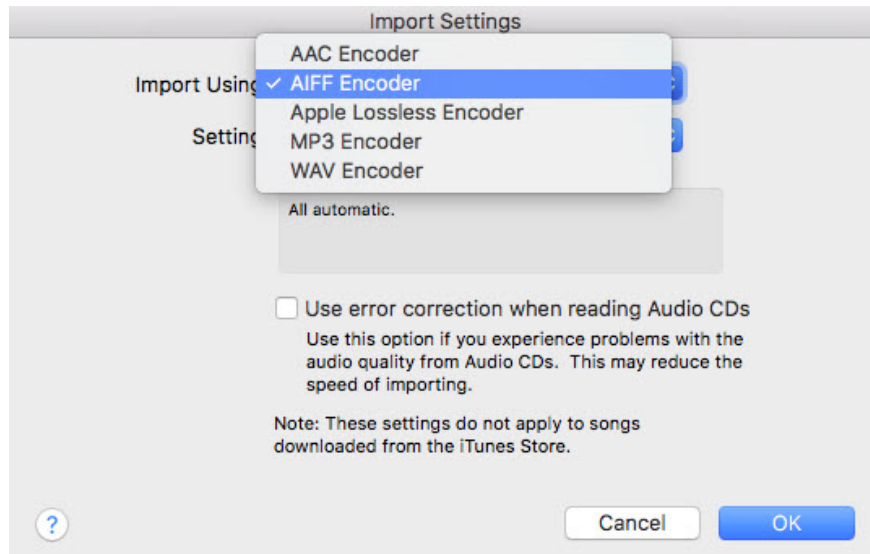 Import Settings
AAC Encoder
Import Using ✓ AIFF Encoder
Apple Lossless Encoder
Setting
MP3 Encoder
WAV Encoder
All automatic.
Use error correction when reading Audio CDs
Use this option if you experience problems with the
audio quality from Audio CDs. This may reduce the
speed of importing.
Note: These settings do not apply to songs
downloaded from the iTunes Store.
? Cancel OK